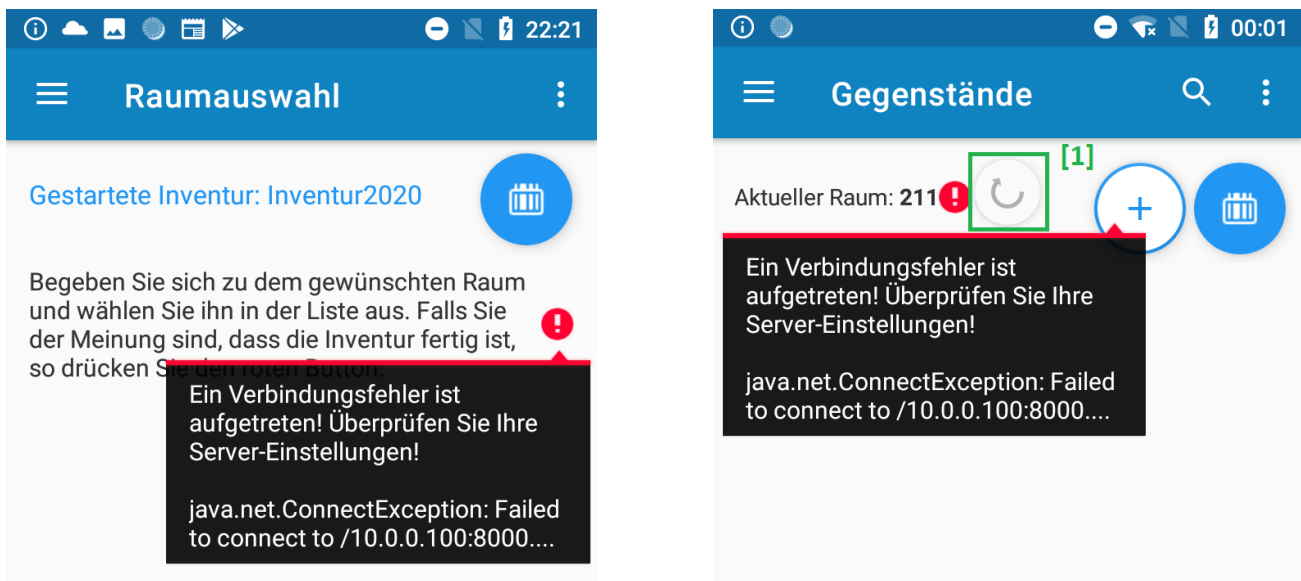 22:21
Raumauswahl
Gestartete Inventur: Inventur2020
Begeben Sie sich zu dem gewünschten Raum
und wählen Sie ihn in der Liste aus. Falls Sie
der Meinung sind, dass die Inventur fertig ist,
so drücken Sie den roten Button.
Ein Verbindungsfehler ist
aufgetreten! Überprüfen Sie Ihre
Server-Einstellungen!
java.net.ConnectException: Failed
to connect to /10.0.0.100:8000....
00:01
Gegenstände
[1]
Aktueller Raum: 211
Ein Verbindungsfehler ist
aufgetreten! Überprüfen Sie Ihre
Server-Einstellungen!
java.net.ConnectException: Failed
to connect to /10.0.0.100:8000....